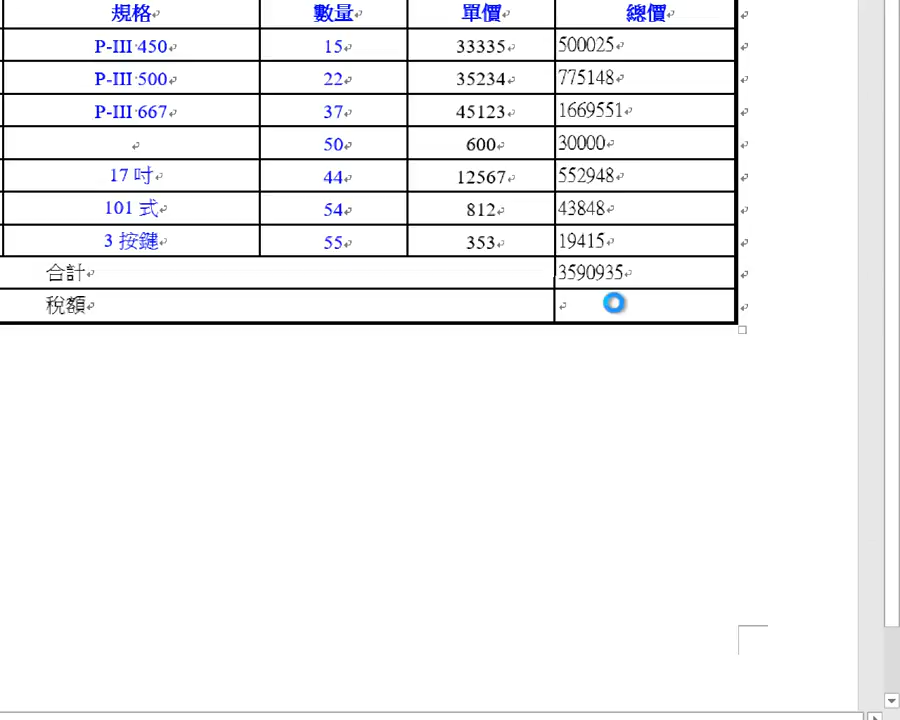 規格 數量 單價 總價
P-III 450 15 33335 500025
P-III 500 22 35234 775148
P-III 667 37 45123 1669551
50 600 30000
17 吋 44 12567 552948
101 式 54 812 43848
3 按鍵 55 353 19415
合計 3590935
稅額